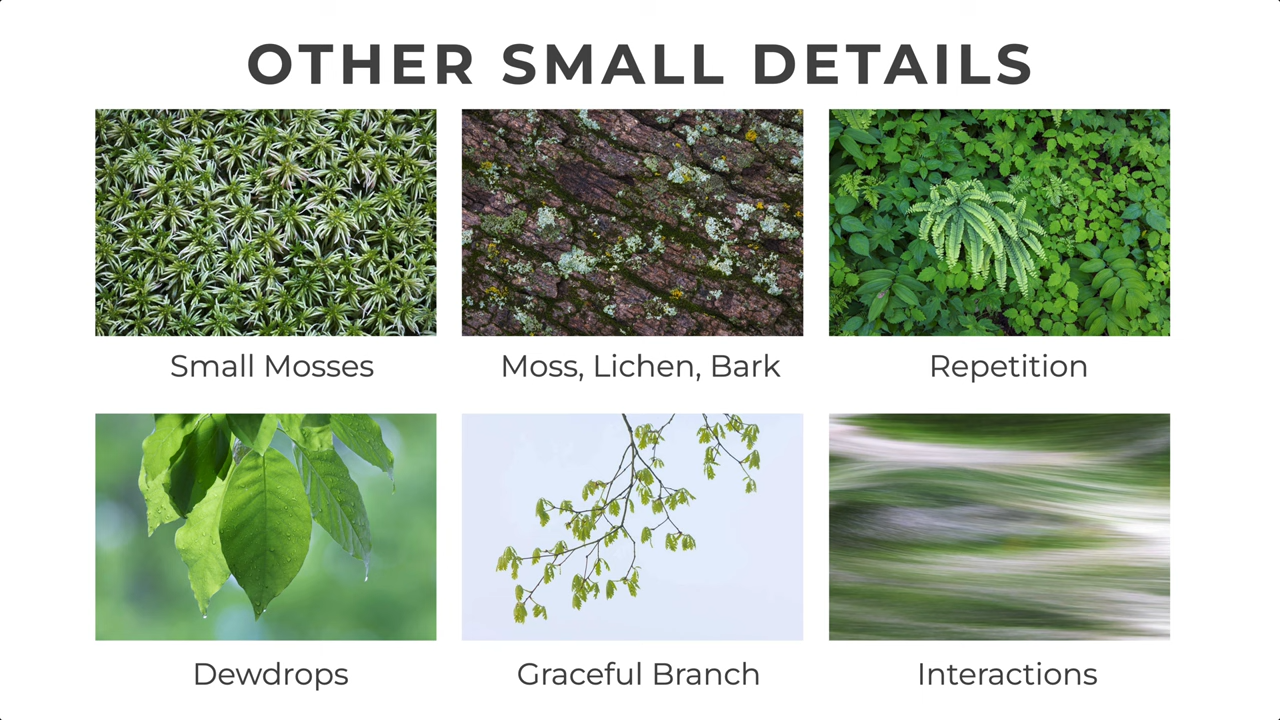 OTHER SMALL DETAILS
Small Mosses
Moss, Lichen, Bark
Repetition
Dewdrops
Graceful Branch
Interactions